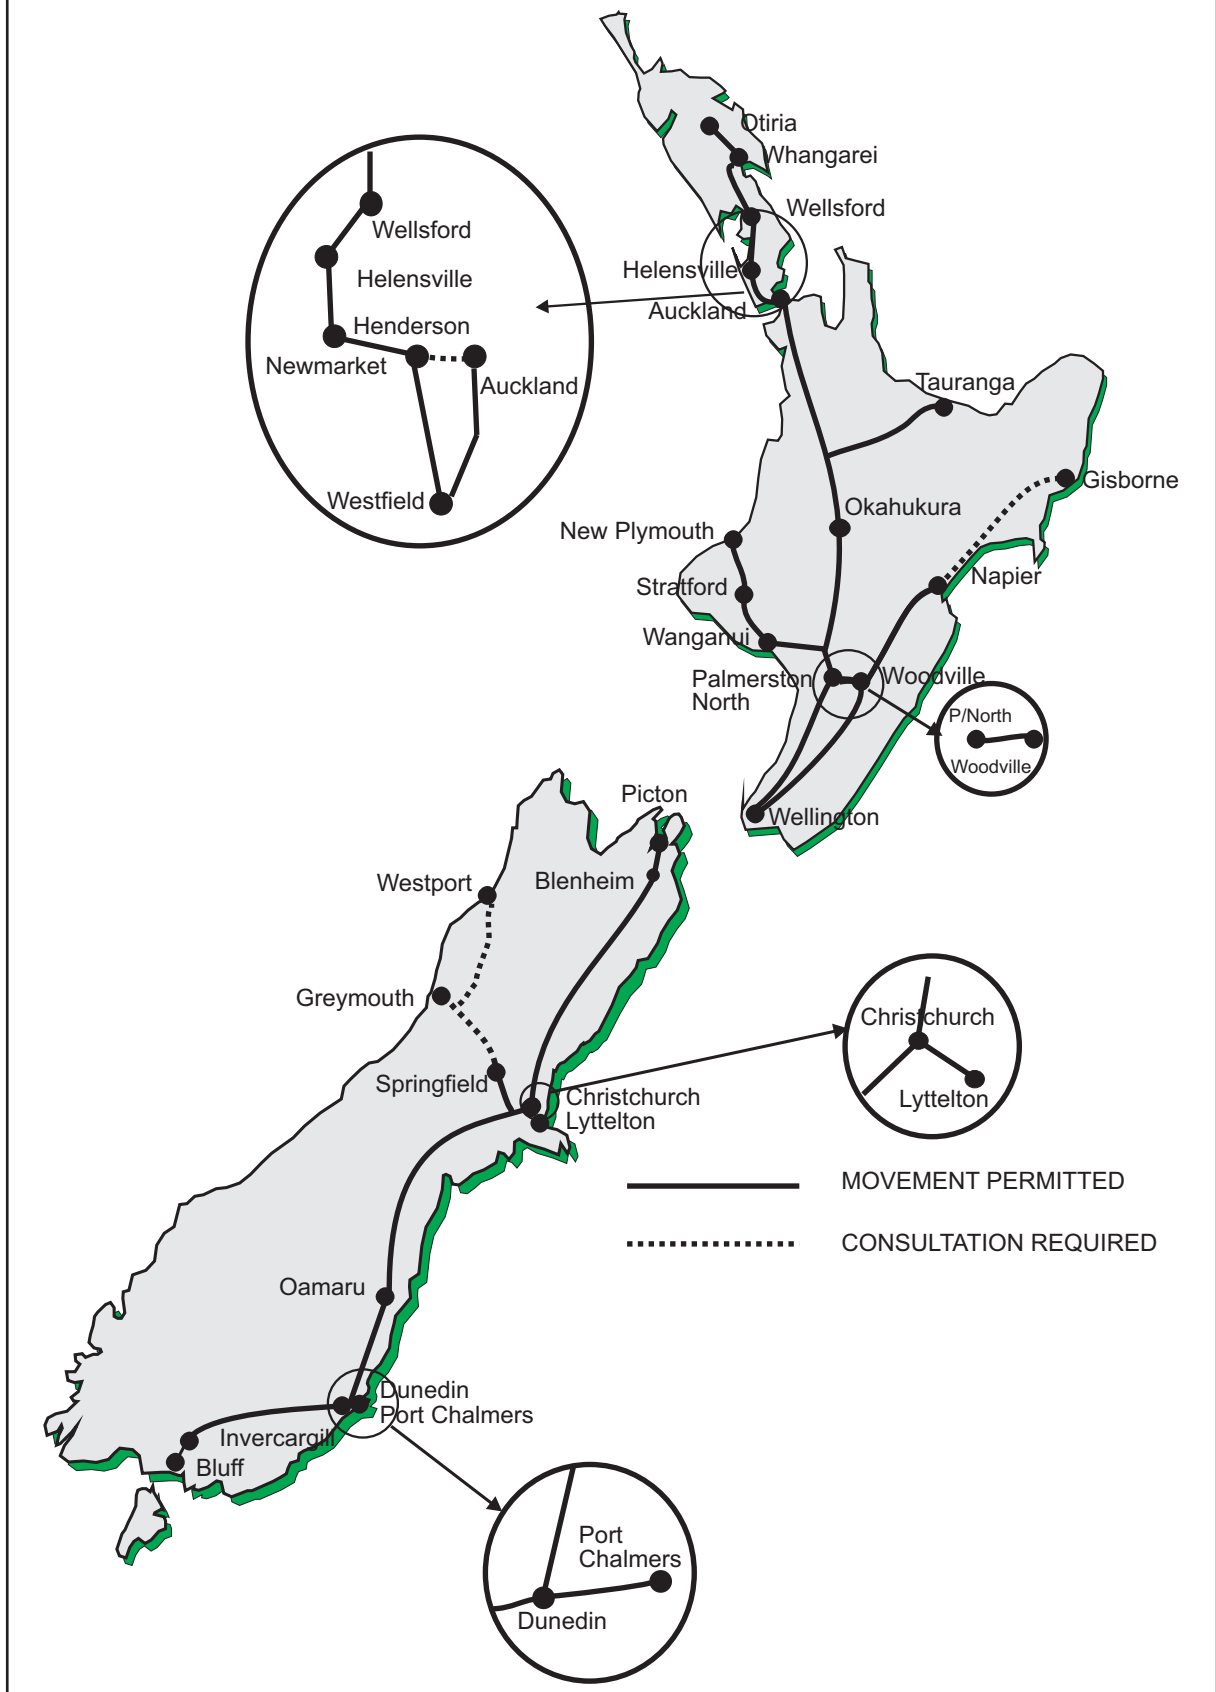 Otiria
Whangarei
Wellsford
Helensville
Auckland
Wellsford
Helensville
Henderson
Newmarket
Auckland
Westfield
Tauranga
Gisborne
Okahukura
New Plymouth
Napier
Stratford
Wanganui
Palmerston
North
Woodville
P/North
Woodville
Wellington
Picton
Blenheim
Westport
Greymouth
Springfield
Christchurch
Lyttelton
Christchurch
Lyttelton
MOVEMENT PERMITTED
CONSULTATION REQUIRED
Oamaru
Dunedin
Port Chalmers
Invercargill
Bluff
Port
Chalmers
Dunedin